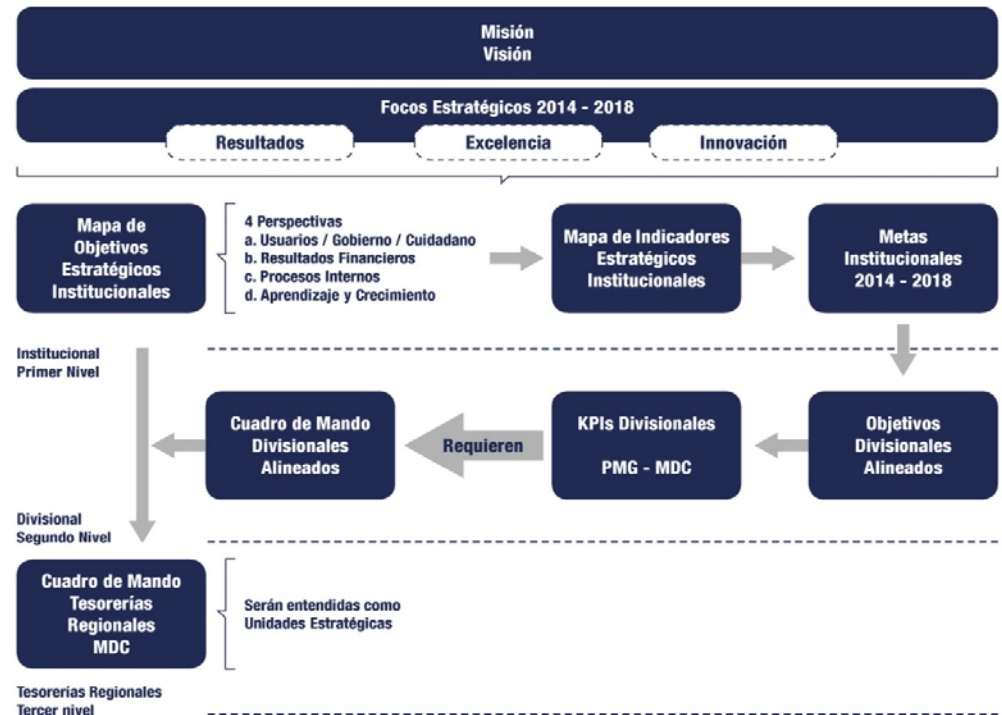 Misión
Visión
Focos Estratégicos 2014 - 2018
Resultados
Excelencia
Innovación
Mapa de
Objetivos
Estratégicos
Institucionales
4 Perspectivas
a. Usuarios / Gobierno / Cuidadano
b. Resultados Financieros
c. Procesos Internos
d. Aprendizaje y Crecimiento
Mapa de Indicadores
Estratégicos
Institucionales
Metas
Institucionales
2014 - 2018
Institucional
Primer Nivel
Cuadro de Mando
Divisionales
Alineados
Requieren
KPIs Divisionales
PMG - MDC
Objetivos
Divisionales
Alineados
Divisional
Segundo Nivel
Cuadro de Mando
Tesorerías
Regionales
MDC
Serán entendidas como
Unidades Estratégicas
Tesorerías Regionales
Tercer nivel